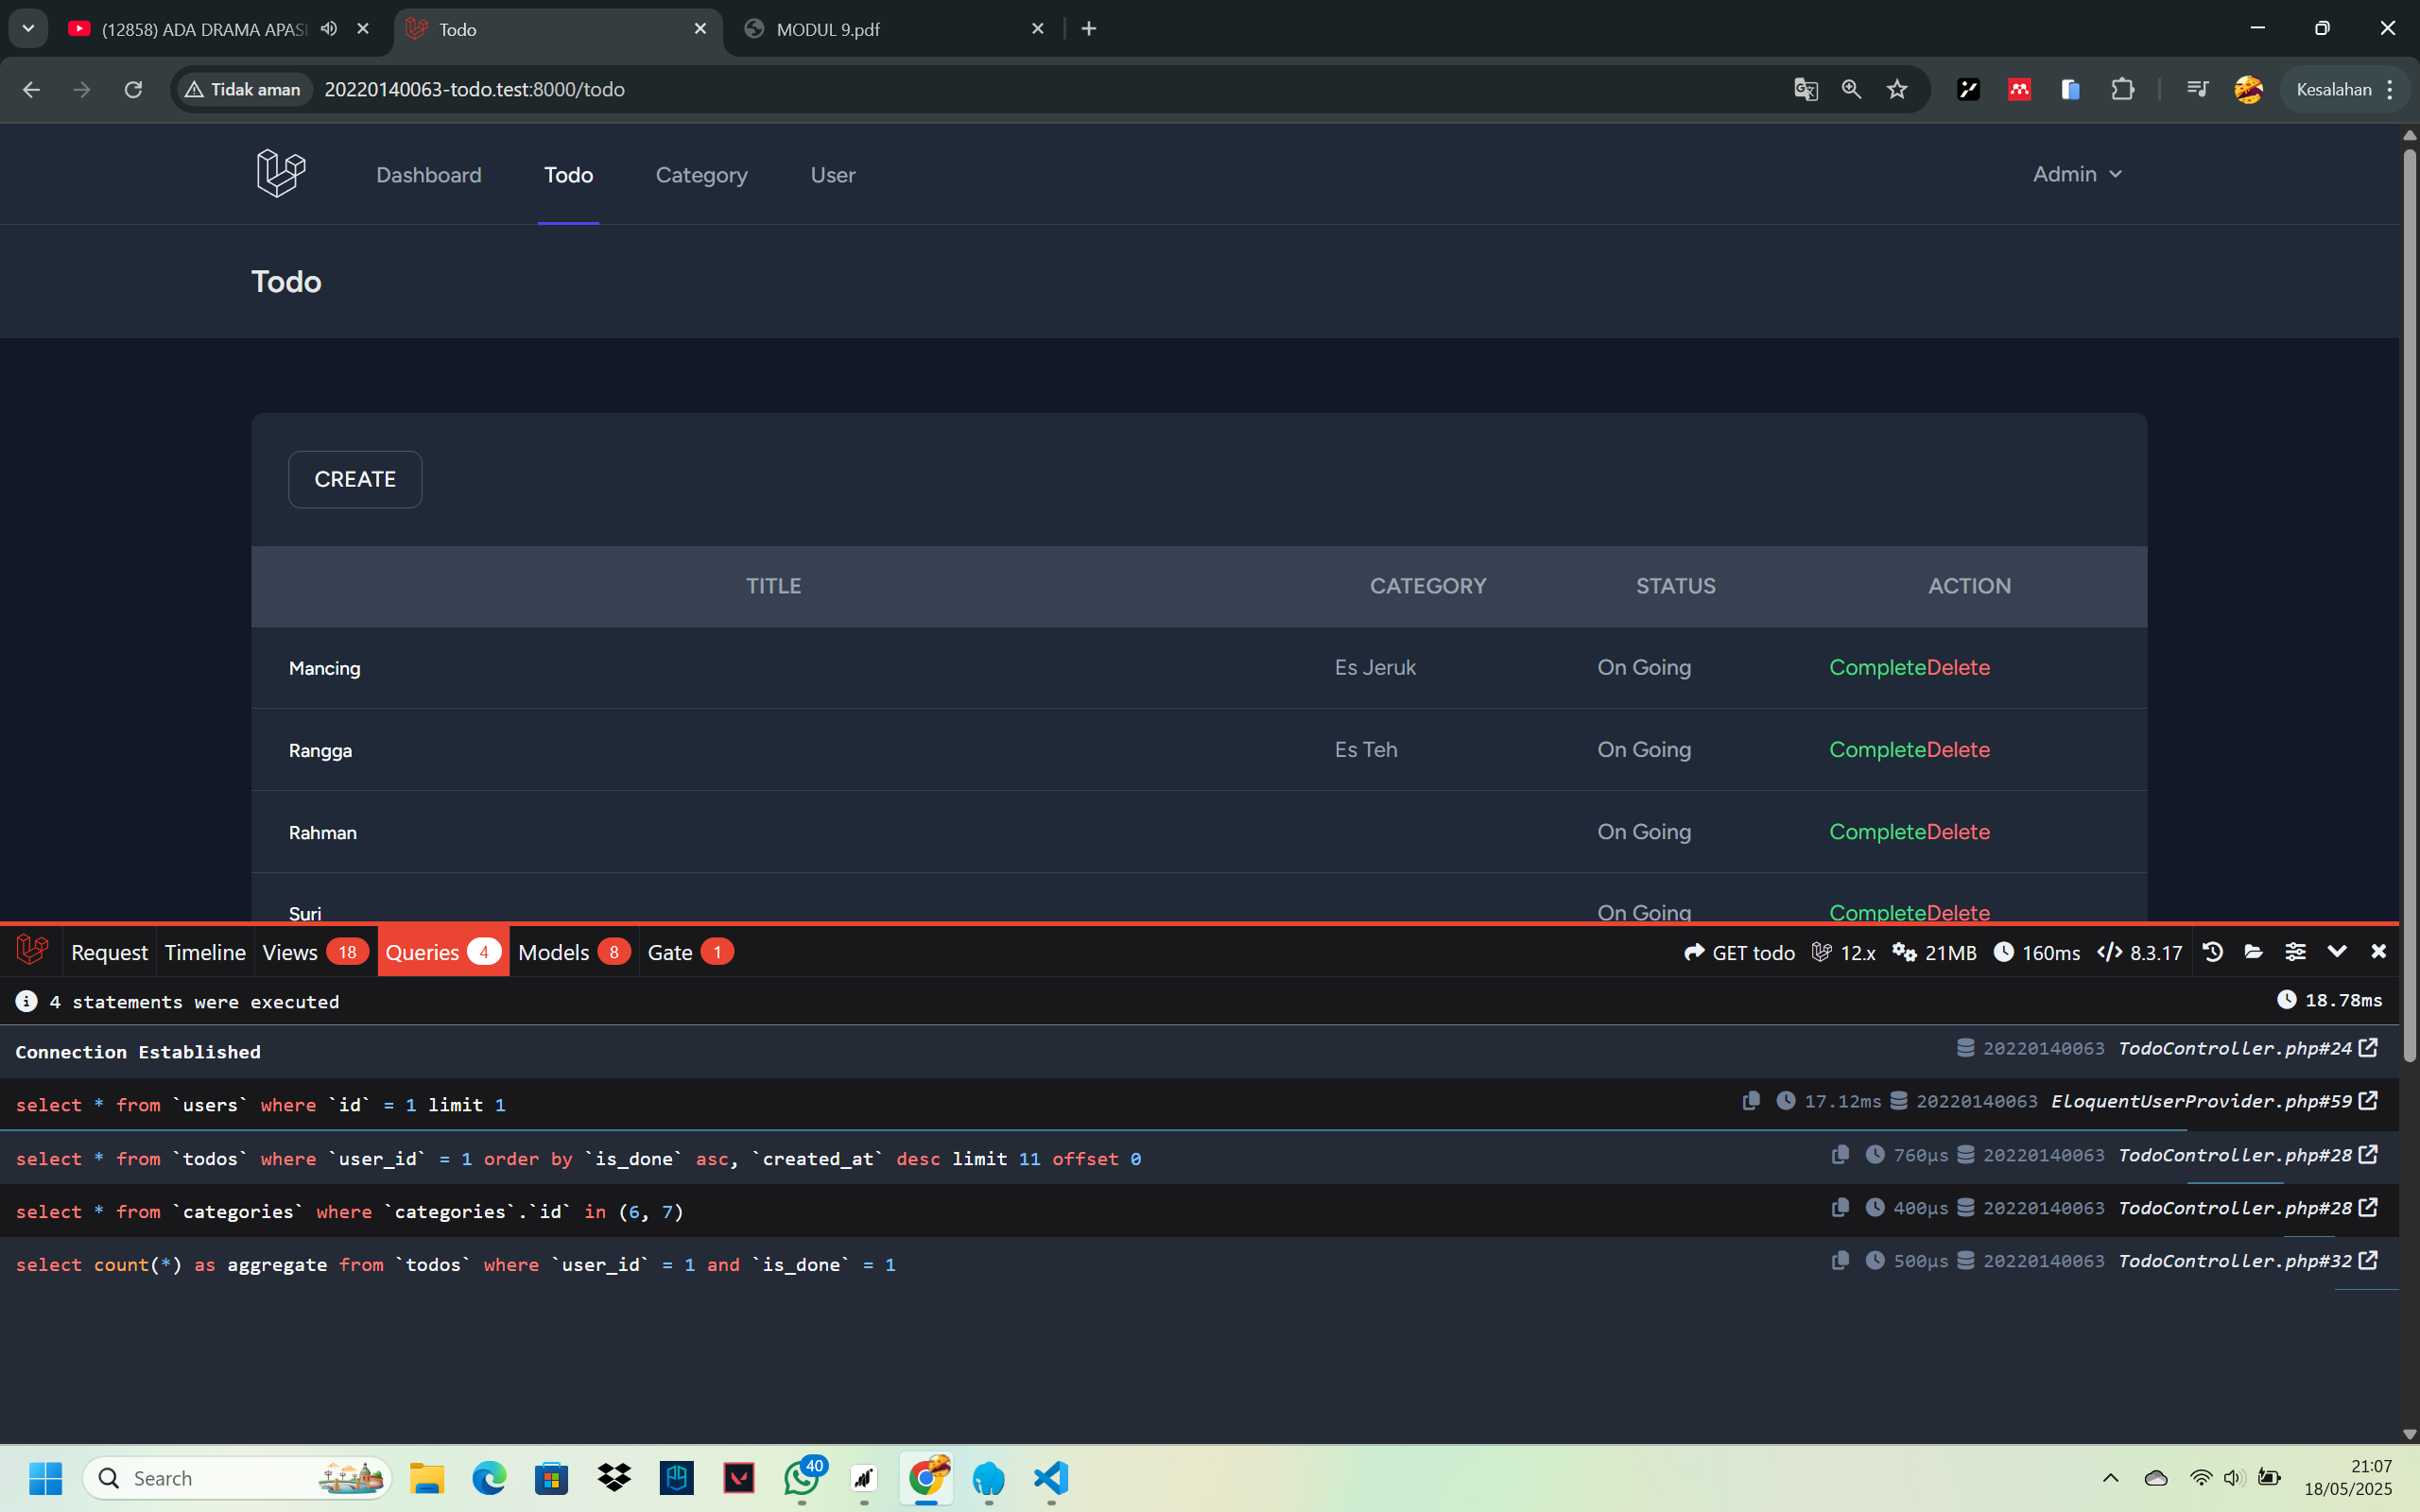 (12858) ADA DRAMA APASI
Todo
MODUL 9.pdf
Tidak aman
20220140063-todo.test:8000/todo
Kesalahan
Dashboard
Todo
Category
User
Admin
Todo
CREATE
TITLE CATEGORY STATUS ACTION
Mancing Es Jeruk On Going CompleteDelete
Rangga Es Teh On Going CompleteDelete
Rahman On Going CompleteDelete
Suri On Going CompleteDelete
Request Timeline Views 18 Queries 4 Models 8 Gate 1 GET todo 12.x 21MB 160ms 8.3.17
4 statements were executed 18.78ms
Connection Established 20220140063 TodoController.php#24
select * from `users` where `id` = 1 limit 1 17.12ms 20220140063 EloquentUserProvider.php#59
select * from `todos` where `user_id` = 1 order by `is_done` asc, `created_at` desc limit 11 offset 0 760μs 20220140063 TodoController.php#28
select * from `categories` where `categories`.`id` in (6, 7) 400μs 20220140063 TodoController.php#28
select count(*) as aggregate from `todos` where `user_id` = 1 and `is_done` = 1 500μs 20220140063 TodoController.php#32
Search
40
21:07
18/05/2025